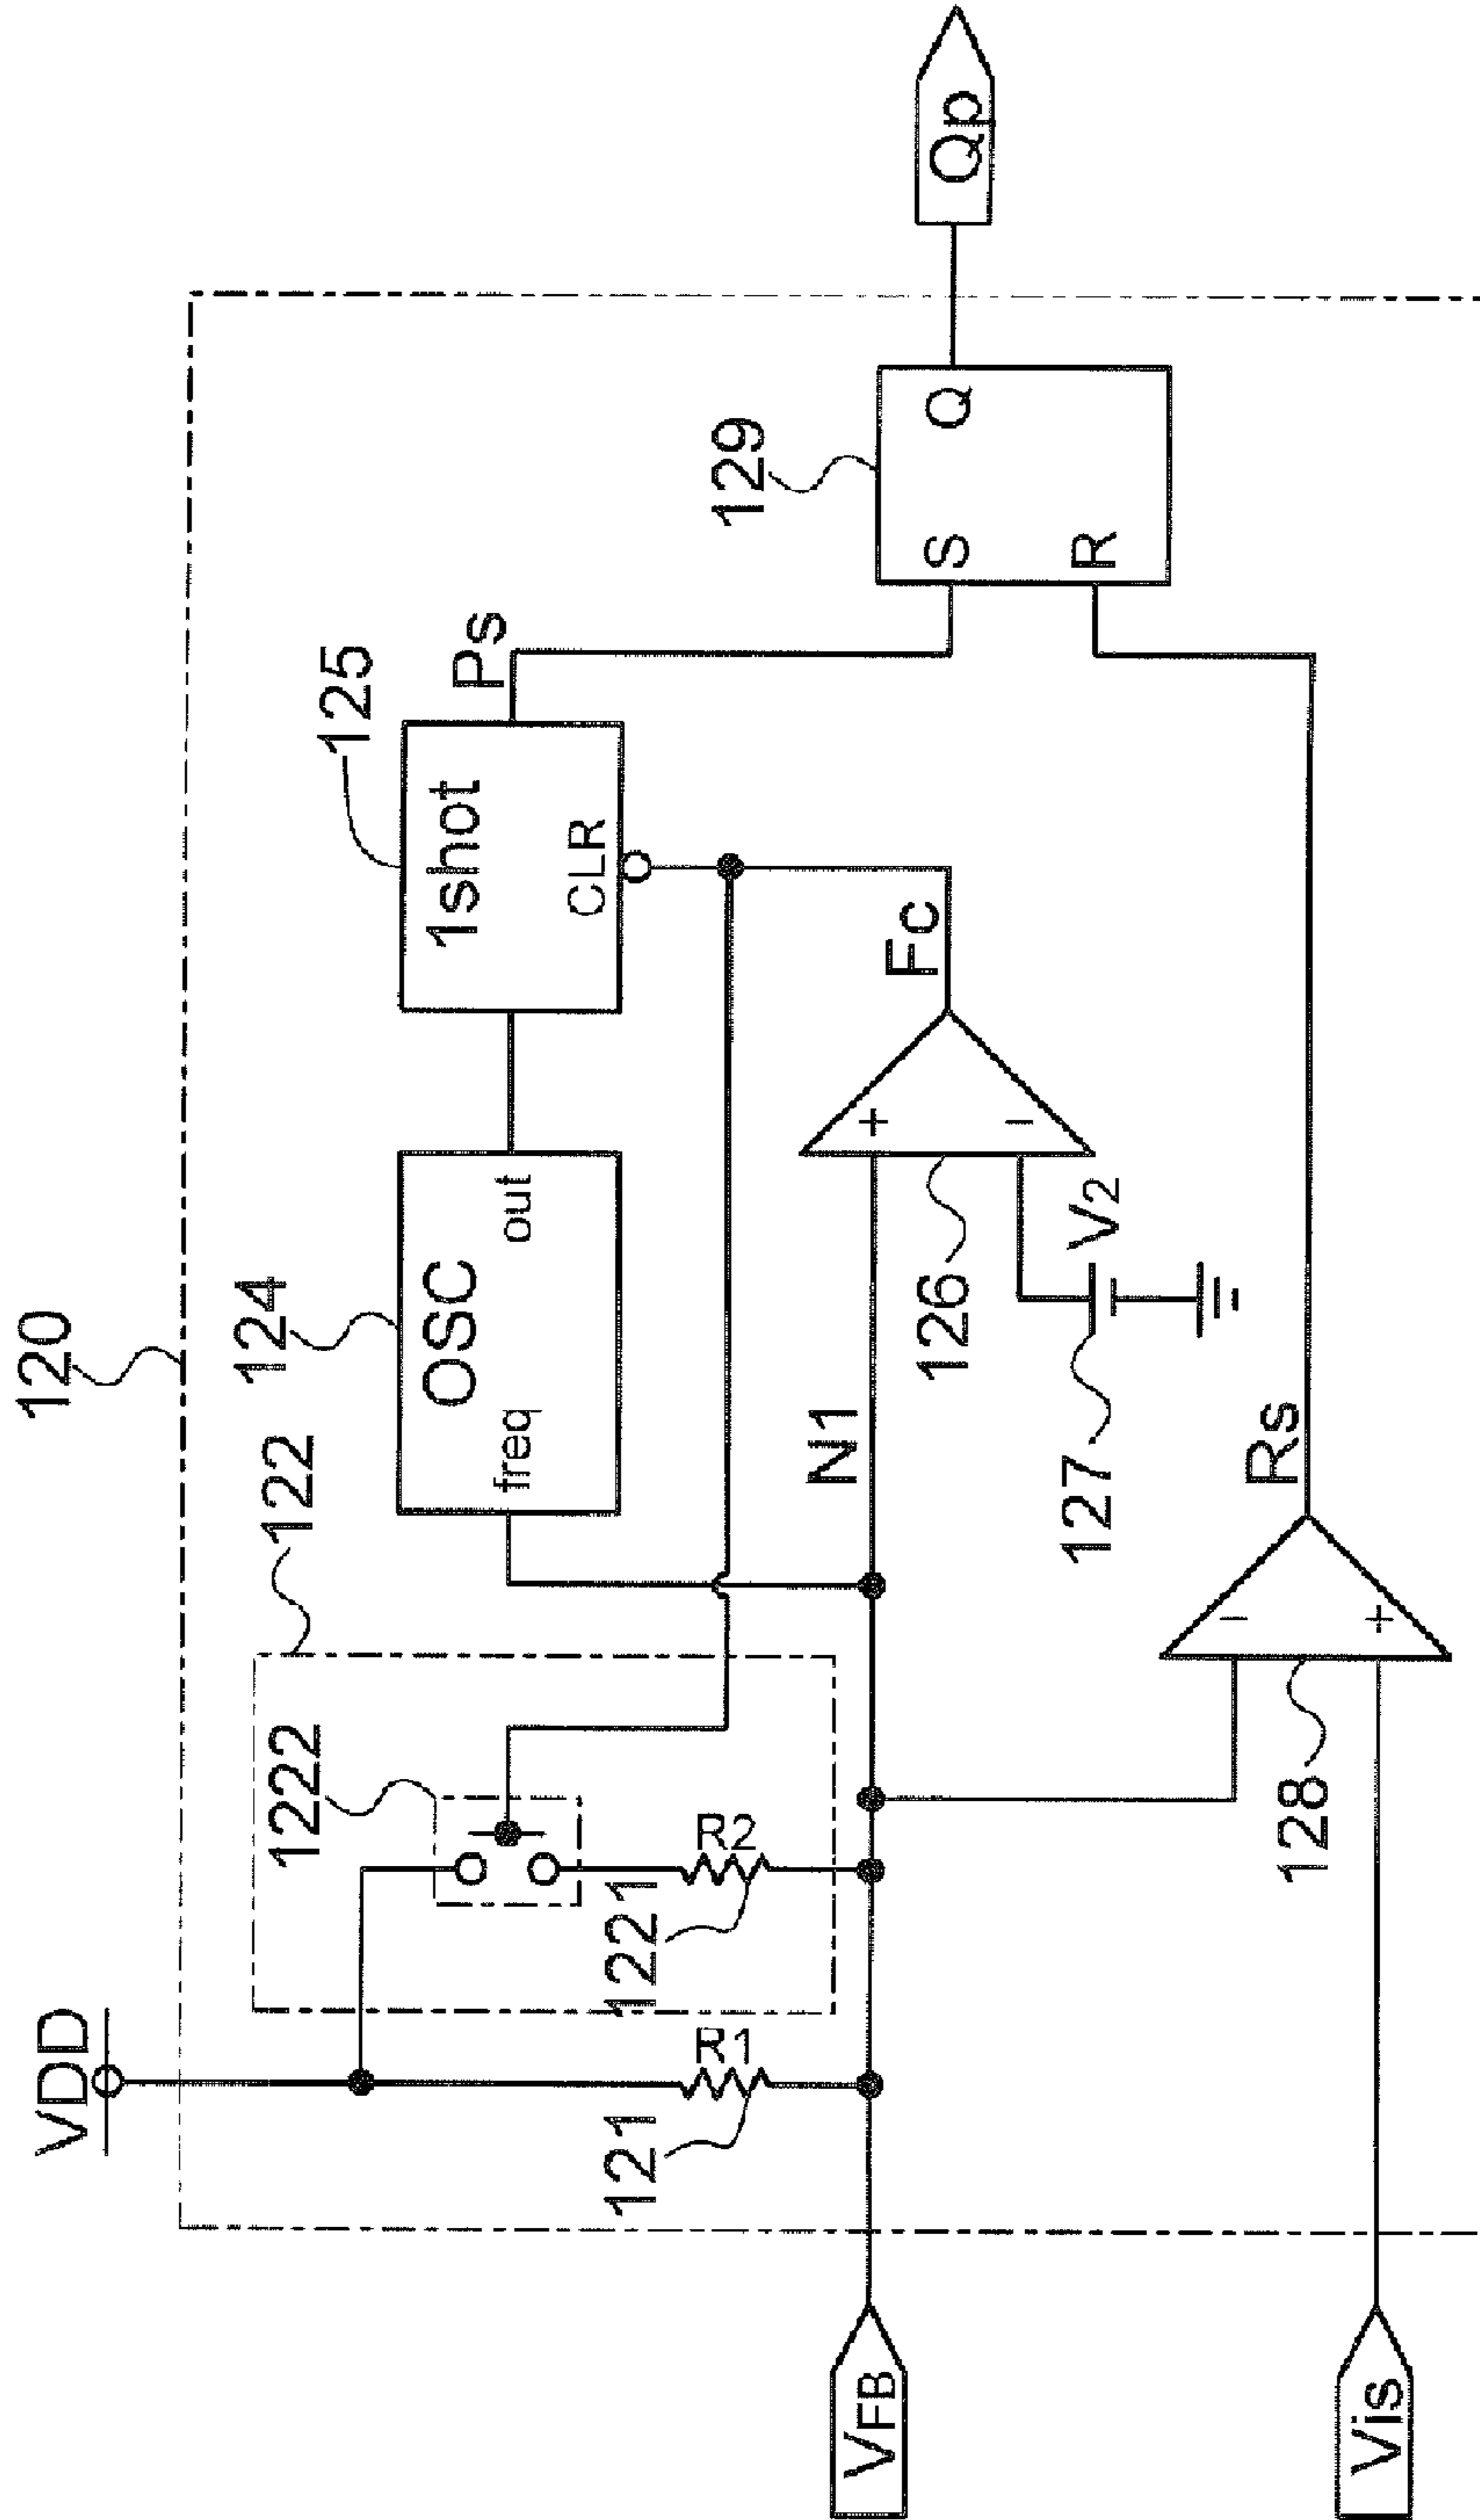 120
VDD
122
124
OSC
freq
out
125
1shot
CLR
Ps
1222
R2
1221
R1
121
129
S
Q
R
Qp
N1
+
−
126
Fc
V2
127
VFB
−
+
128
Rs
Vis